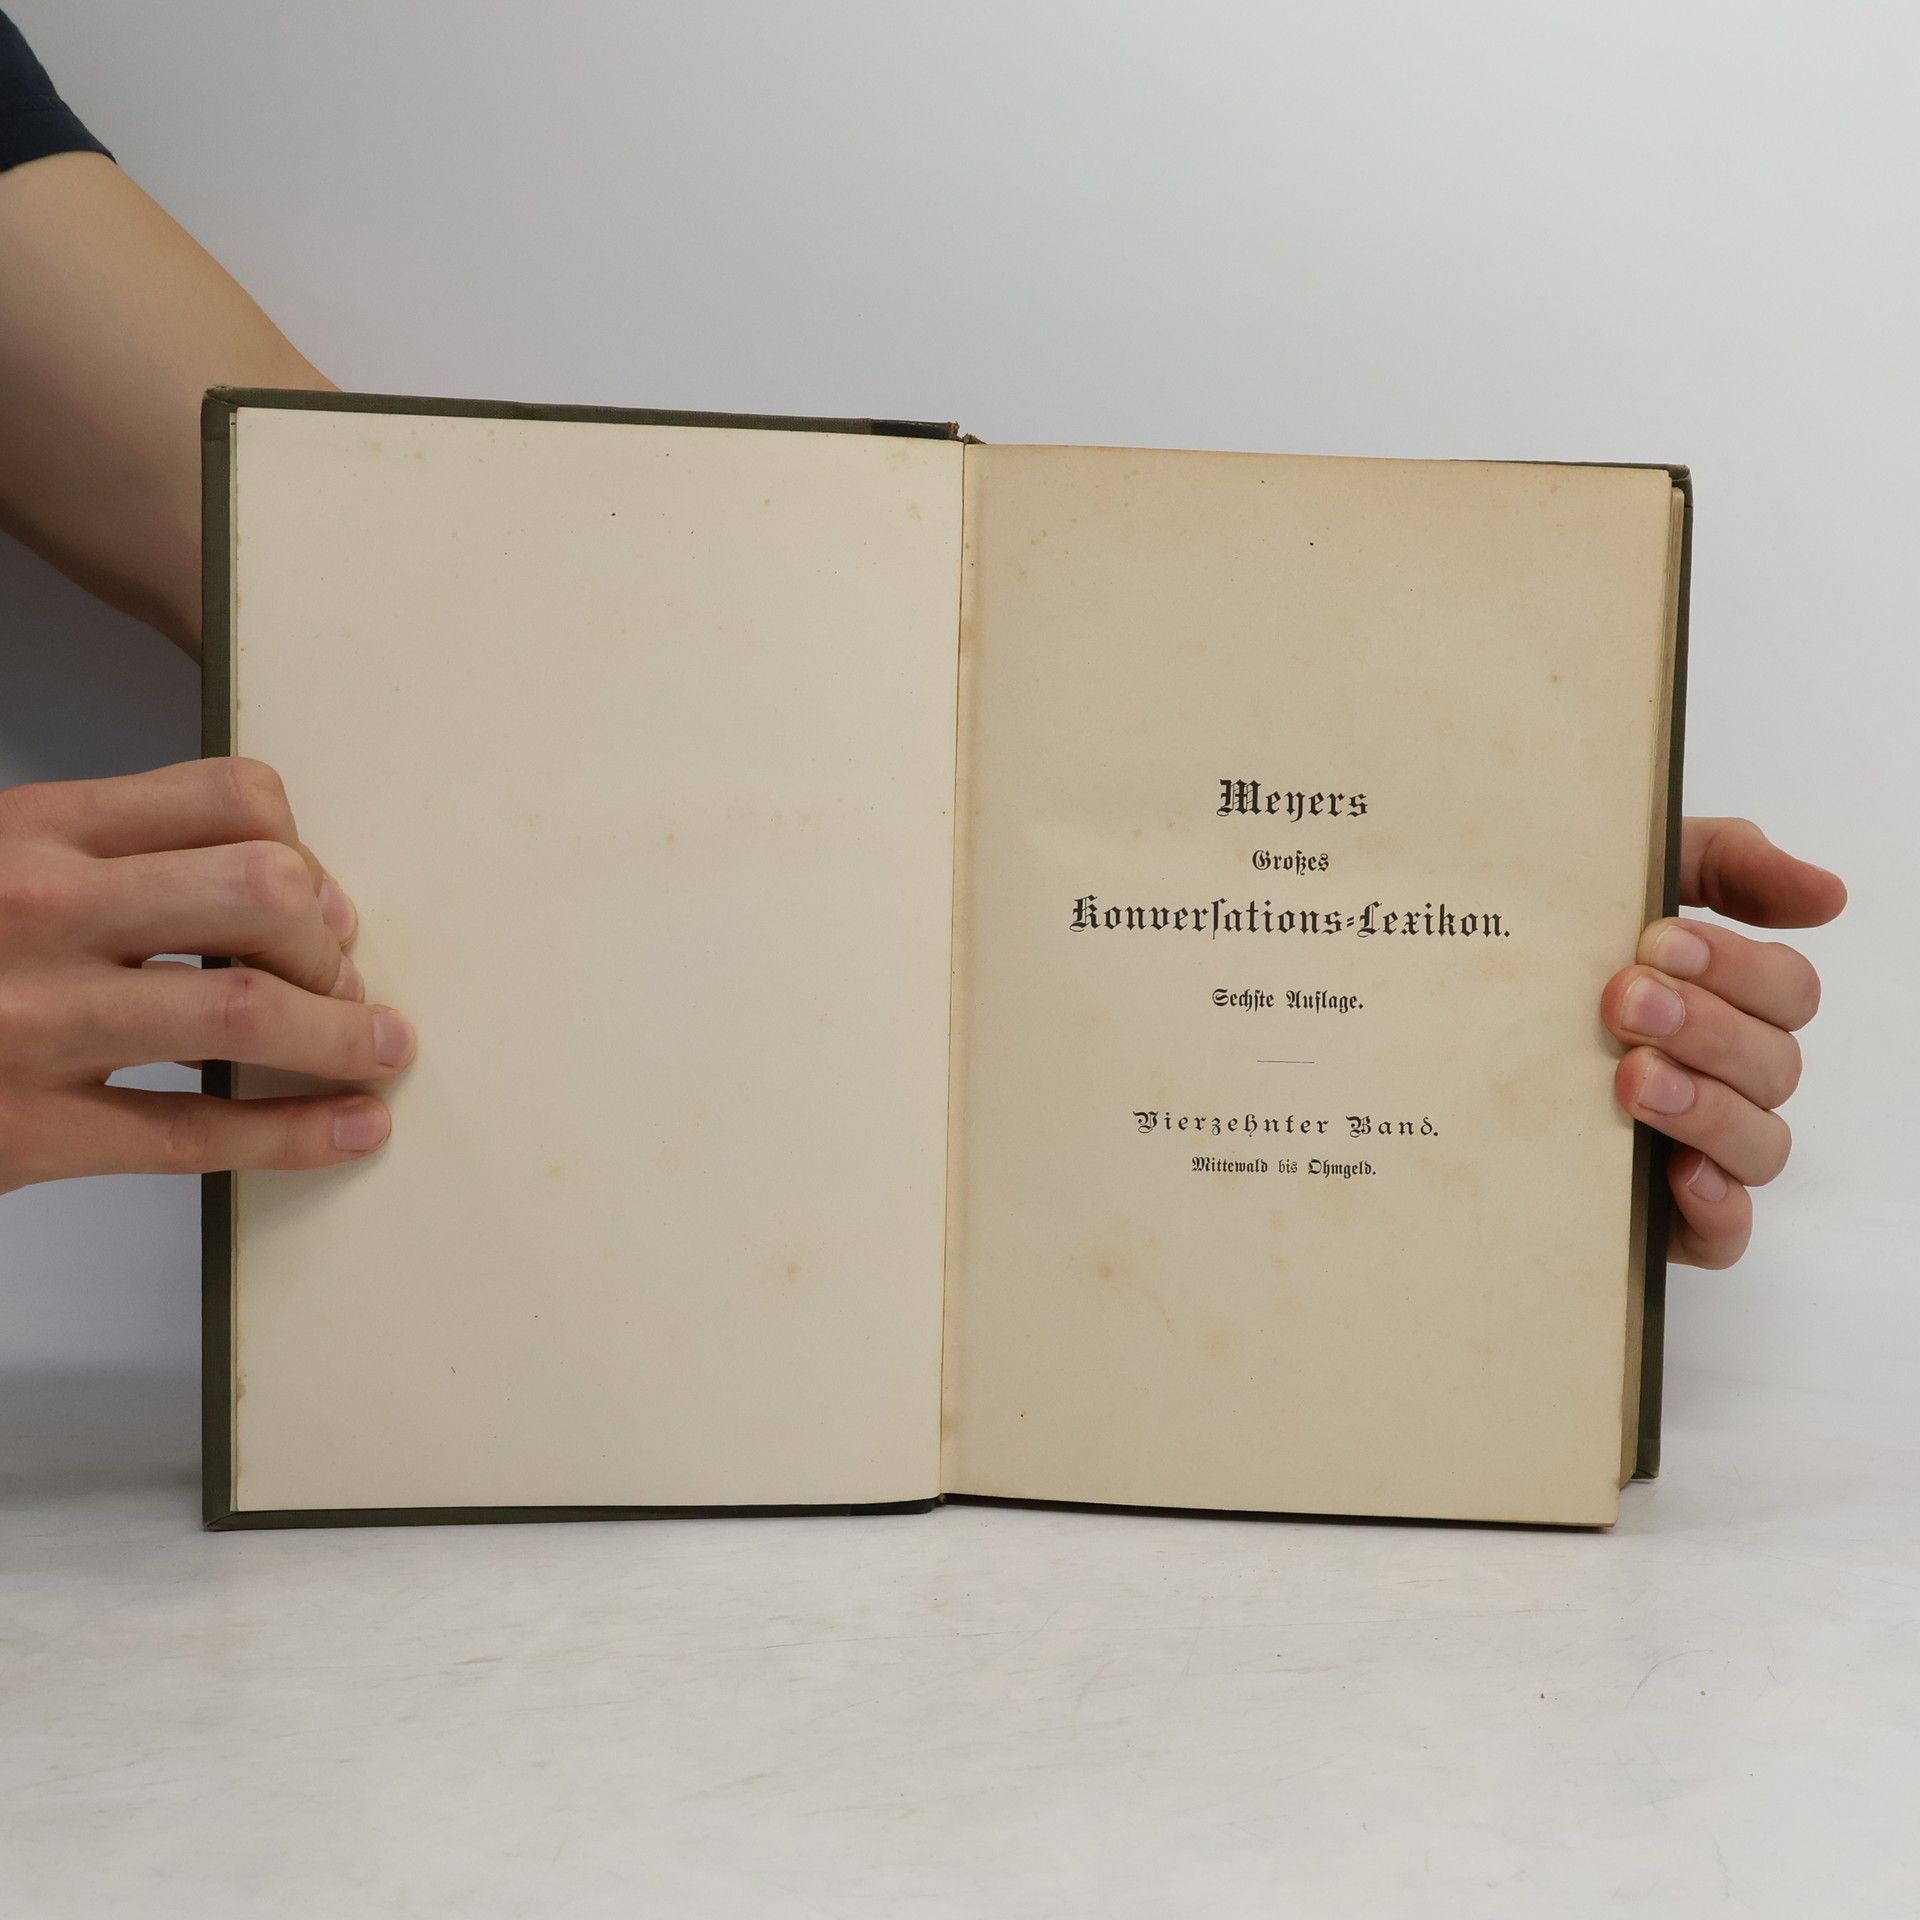 Meyers
Großes
Konverſations-Lexikon.
Sechſte Auflage.
Vierzehnter Band.
Mittewald bis Ohmgeld.